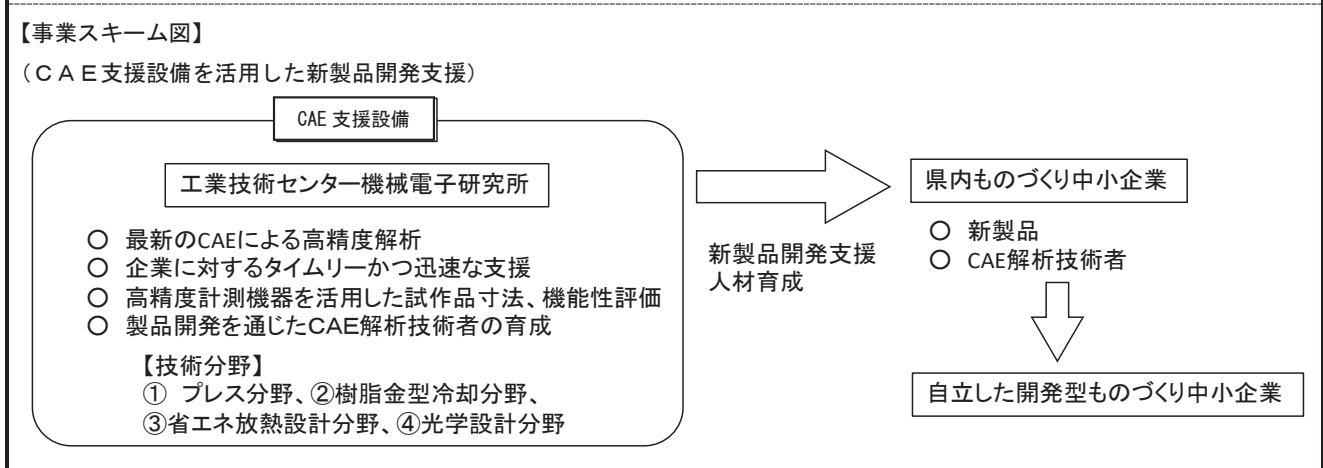 【事業スキーム図】
（ＣＡＥ支援設備を活用した新製品開発支援）
CAE 支援設備
工業技術センター機械電子研究所
○ 最新のCAEによる高精度解析
○ 企業に対するタイムリーかつ迅速な支援
○ 高精度計測機器を活用した試作品寸法、機能性評価
○ 製品開発を通じたＣＡＥ解析技術者の育成
【技術分野】
① プレス分野、②樹脂金型冷却分野、
③省エネ放熱設計分野、④光学設計分野
新製品開発支援
人材育成
県内ものづくり中小企業
○ 新製品
○ CAE解析技術者
自立した開発型ものづくり中小企業